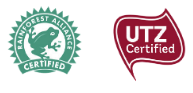 RAINFOREST ALLIANCE
CERTIFIED
UTZ
Certified